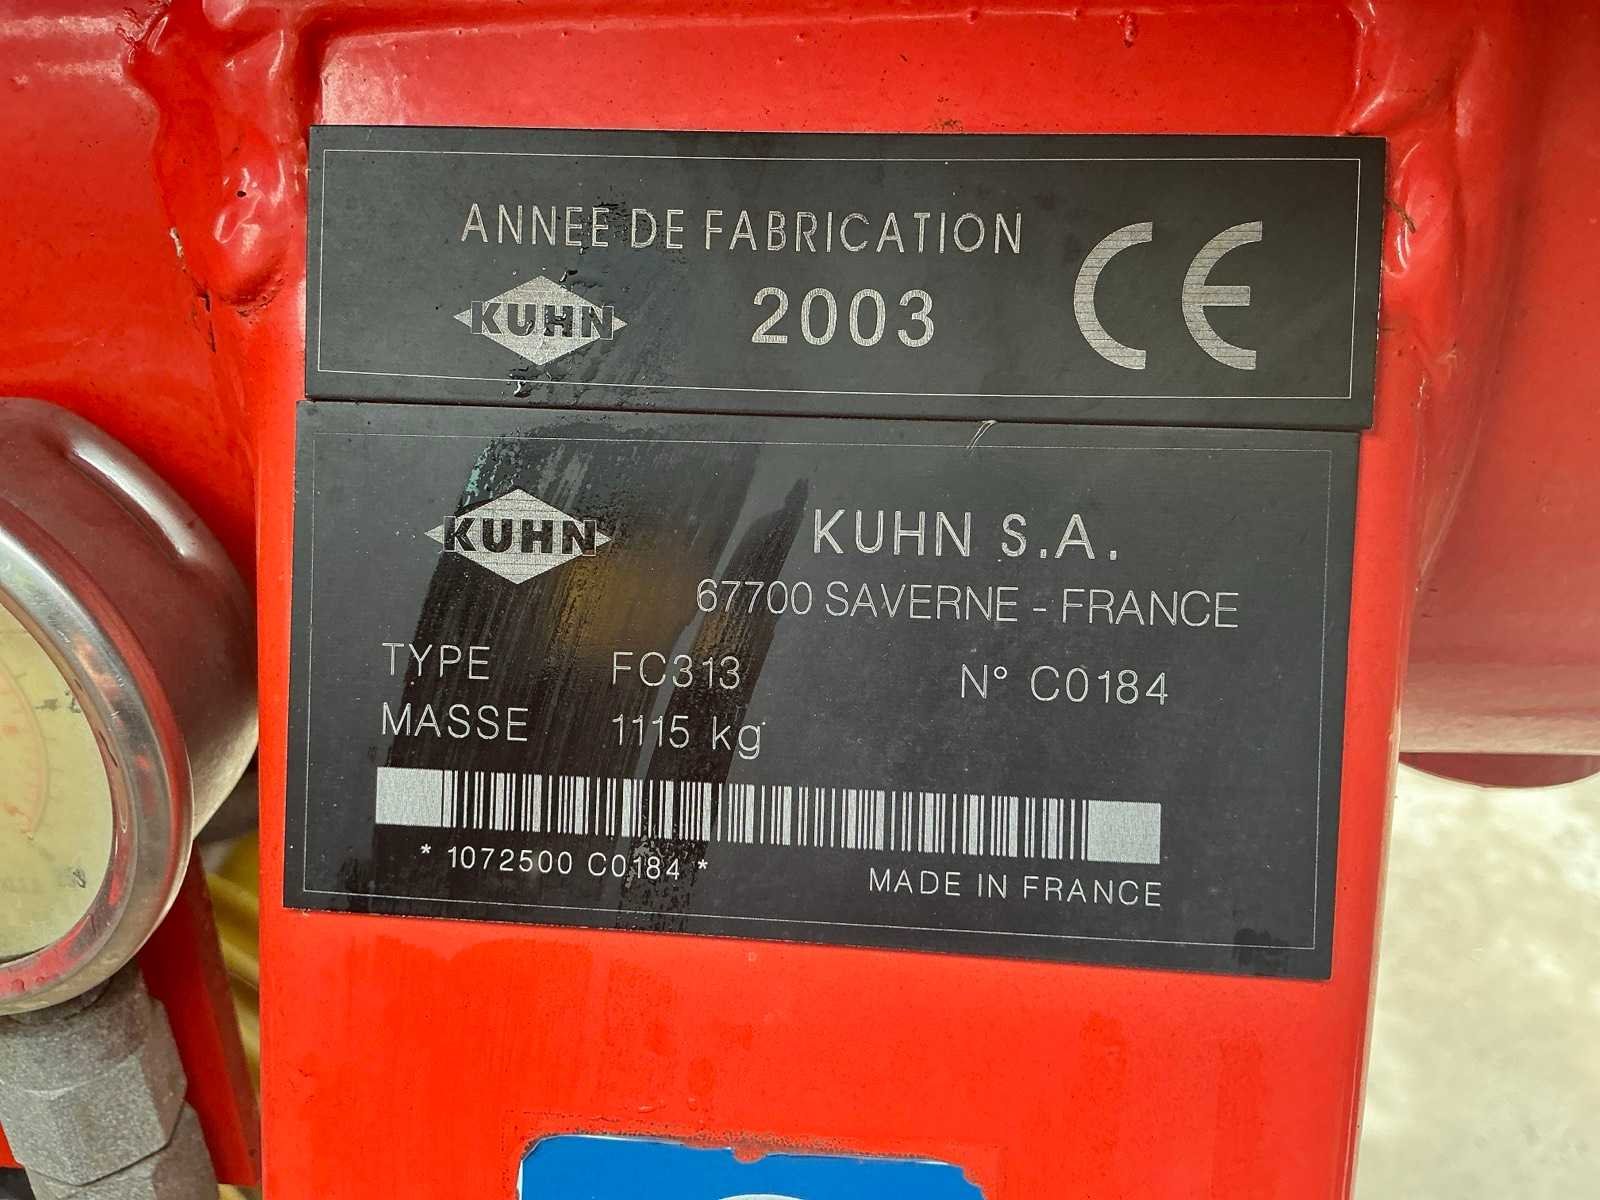 ANNEE DE FABRICATION
KUHN
2003
CE
KUHN
KUHN S.A.
67700 SAVERNE - FRANCE
TYPE FC313 N° C0184
MASSE 1115 kg
* 1072500 C0184 *
MADE IN FRANCE